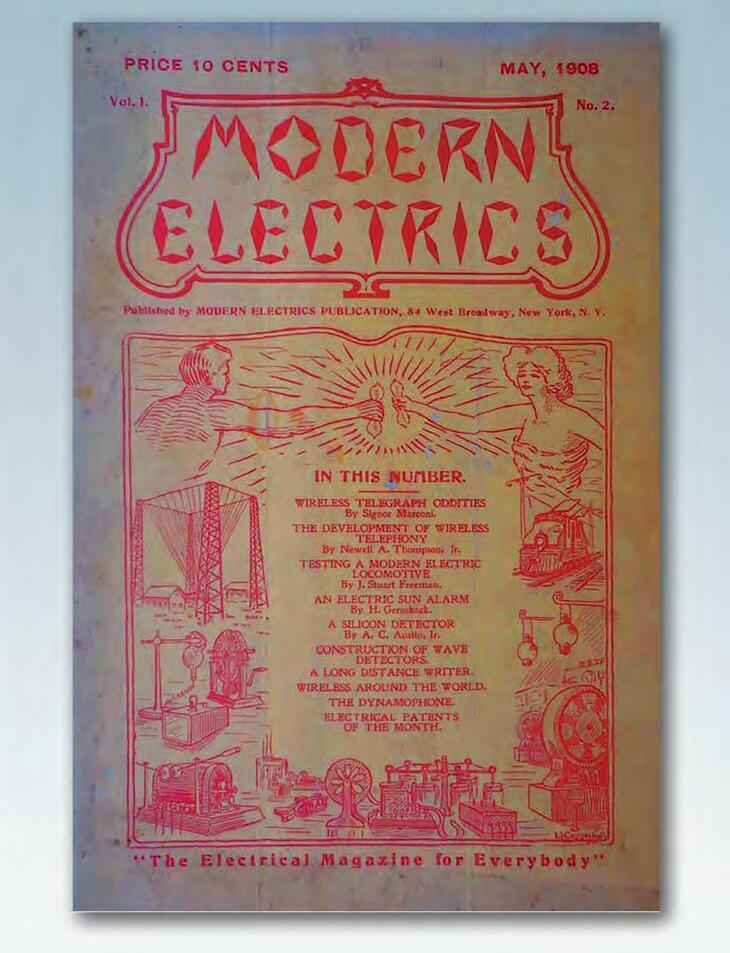 PRICE 10 CENTS
MAY, 1908
Vol. 1.
No. 2.
MODERN
ELECTRICS
Published by MODERN ELECTRICS PUBLICATION, 84 West Broadway, New York, N. Y.
IN THIS NUMBER.
WIRELESS TELEGRAPH ODDITIES
By Signor Marconi.
THE DEVELOPMENT OF WIRELESS
TELEPHONY
By Newell A. Thompson, Jr.
TESTING A MODERN ELECTRIC
LOCOMOTIVE
By J. Stuart Freeman.
AN ELECTRIC SUN ALARM
By H. Gernsback.
A SILICON DETECTOR
By A. C. Austin, Jr.
CONSTRUCTION OF WAVE
DETECTORS.
A LONG DISTANCE WRITER.
WIRELESS AROUND THE WORLD.
THE DYNAMOPHONE.
ELECTRICAL PATENTS
OF THE MONTH.
"The Electrical Magazine for Everybody"